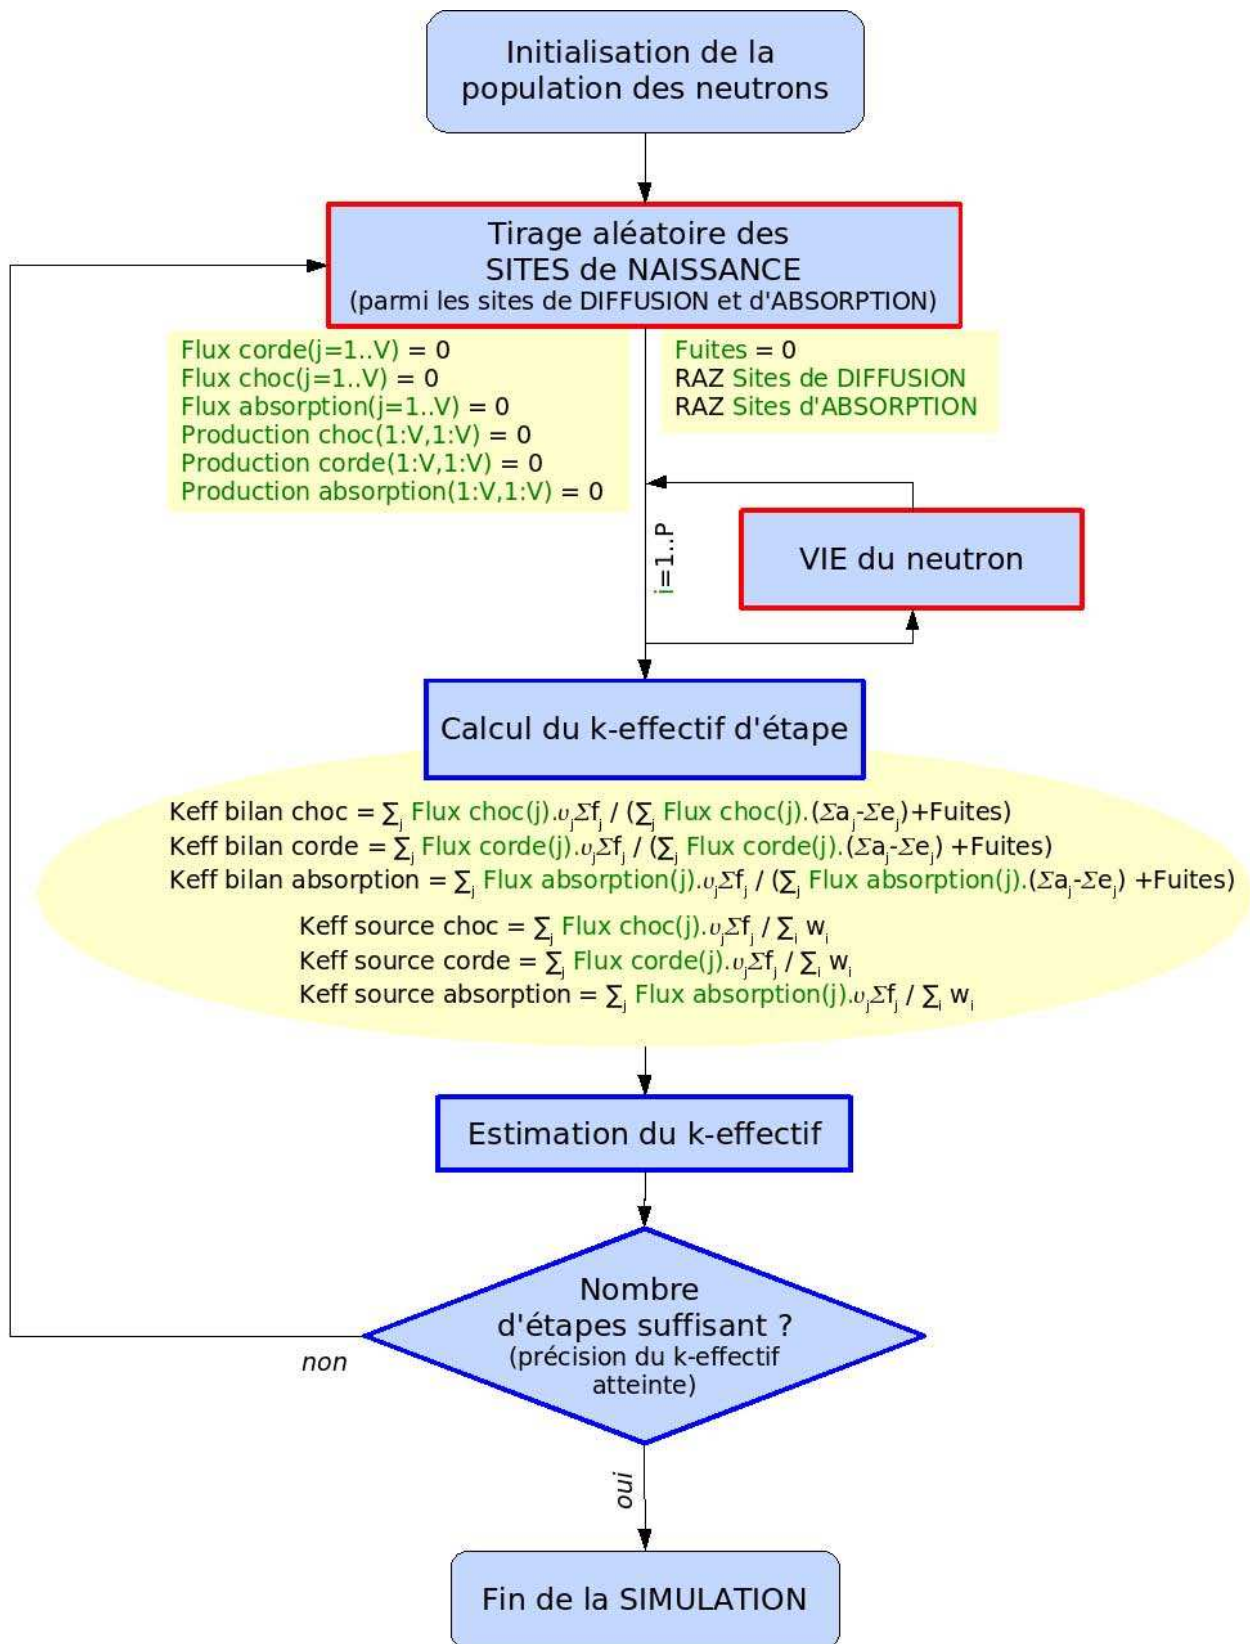 Initialisation de la
population des neutrons
Tirage aléatoire des
SITES de NAISSANCE
(parmi les sites de DIFFUSION et d'ABSORPTION)
Flux corde(j=1..V) = 0
Flux choc(j=1..V) = 0
Flux absorption(j=1..V) = 0
Production choc(1:V,1:V) = 0
Production corde(1:V,1:V) = 0
Production absorption(1:V,1:V) = 0
Fuites = 0
RAZ Sites de DIFFUSION
RAZ Sites d'ABSORPTION
i=1..P
VIE du neutron
Calcul du k-effectif d'étape
Keff bilan choc = ∑j Flux choc(j).υjΣfj / (∑j Flux choc(j).(Σaj-Σej)+Fuites)
Keff bilan corde = ∑j Flux corde(j).υjΣfj / (∑j Flux corde(j).(Σaj-Σej) +Fuites)
Keff bilan absorption = ∑j Flux absorption(j).υjΣfj / (∑j Flux absorption(j).(Σaj-Σej) +Fuites)
Keff source choc = ∑j Flux choc(j).υjΣfj / ∑i wi
Keff source corde = ∑j Flux corde(j).υjΣfj / ∑i wi
Keff source absorption = ∑j Flux absorption(j).υjΣfj / ∑i wi
Estimation du k-effectif
Nombre
d'étapes suffisant ?
(précision du k-effectif
atteinte)
non
oui
Fin de la SIMULATION